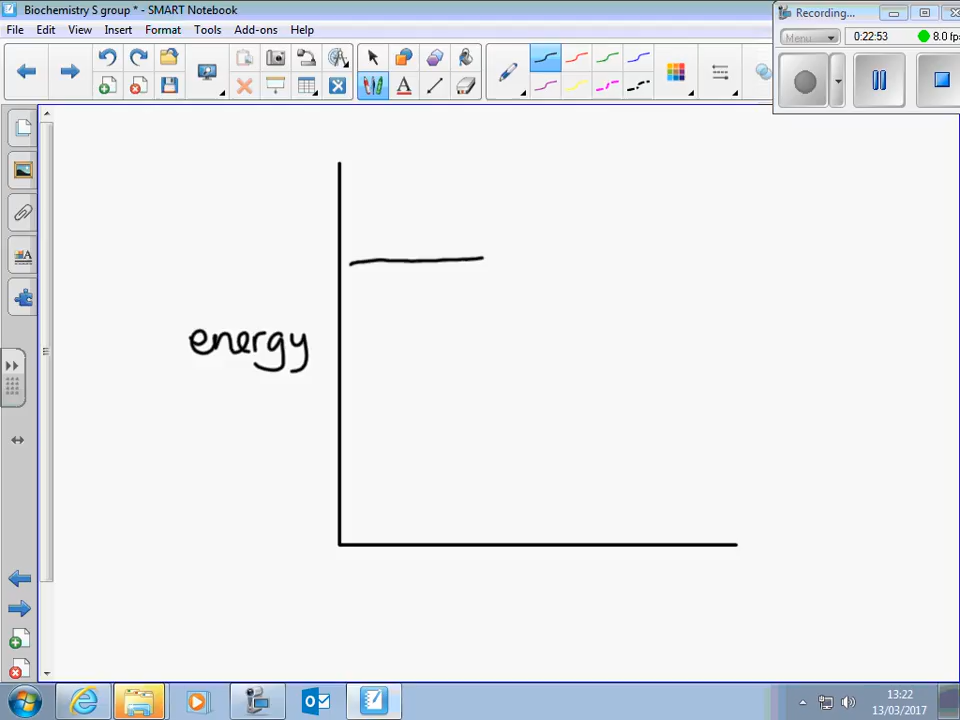 Biochemistry S group * - SMART Notebook
Recording...
File Edit View Insert Format Tools Add-ons Help
Menu 0:22:53 8.0 fps
energy
13:22
13/03/2017